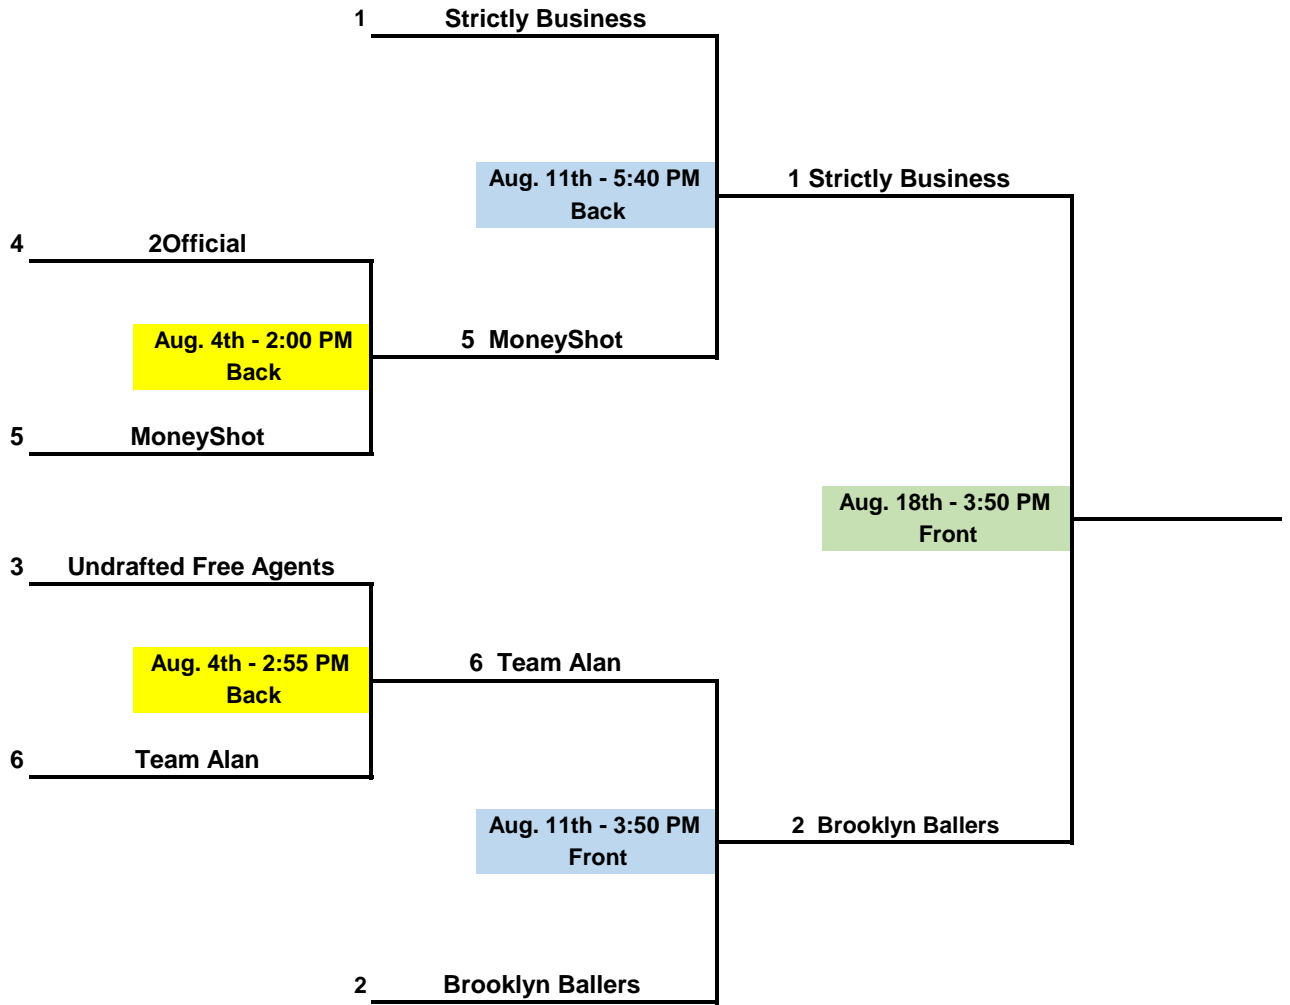 1 Strictly Business
Aug. 11th - 5:40 PM
Back
1 Strictly Business
4 2Official
Aug. 4th - 2:00 PM
Back
5 MoneyShot
5 MoneyShot
Aug. 18th - 3:50 PM
Front
3 Undrafted Free Agents
Aug. 4th - 2:55 PM
Back
6 Team Alan
6 Team Alan
Aug. 11th - 3:50 PM
Front
2 Brooklyn Ballers
2 Brooklyn Ballers